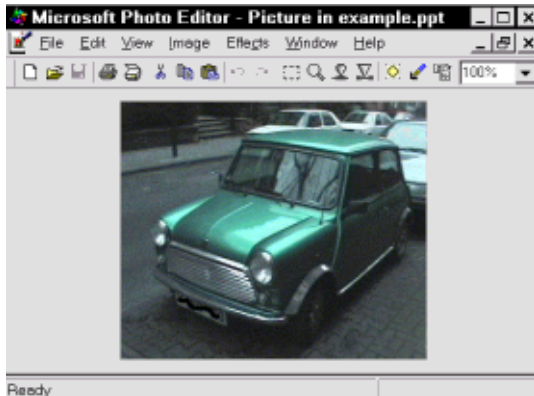 Microsoft Photo Editor - Picture in example.ppt
File Edit View Image Effects Window Help
100%
Ready